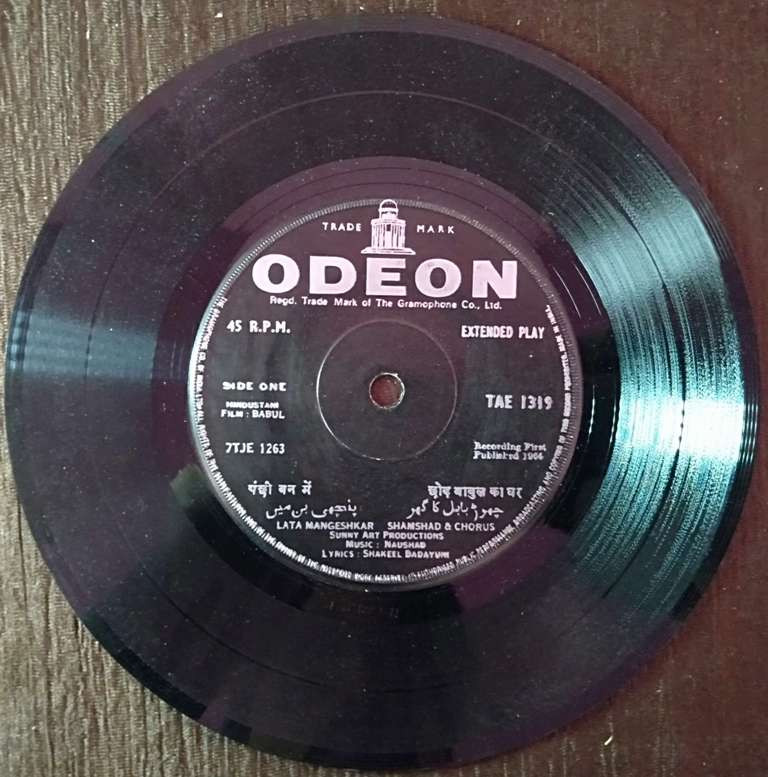 TRADE MARK
ODEON
Regd. Trade Mark of The Gramophone Co., Ltd.
45 R.P.M. EXTENDED PLAY
SIDE ONE
HINDUSTANI
FILM : BABUL
TAE 1319
7TJE 1263
Recording First
Published 1964
पंछी बन में छोड़ बाबुल का घर
پنچھی بن میں چھوڑ بابل کا گھر
LATA MANGESHKAR SHAMSHAD & CHORUS
SUNNY ART PRODUCTIONS
MUSIC : NAUSHAD
LYRICS : SHAKEEL BADAYUNI